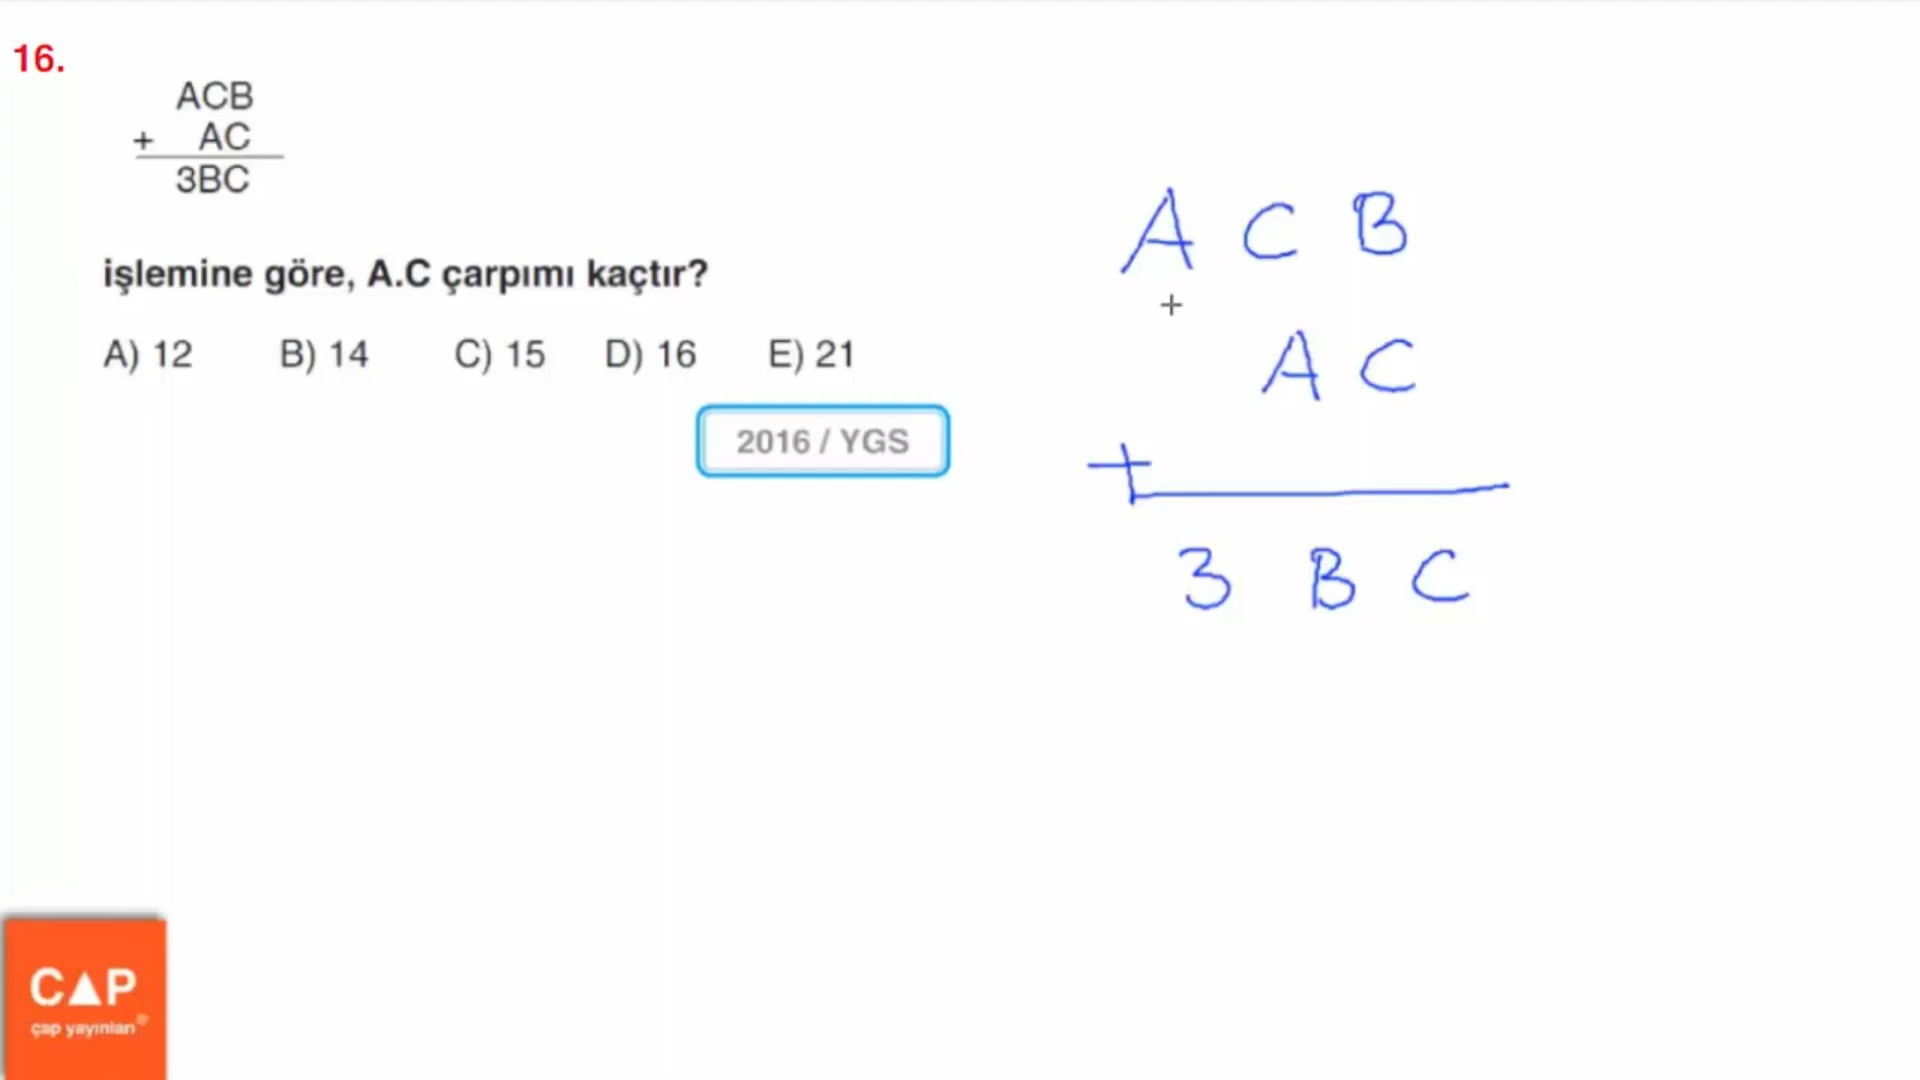 16.
ACB
+ AC
3BC
işlemine göre, A.C çarpımı kaçtır?
A) 12 B) 14 C) 15 D) 16 E) 21
2016 / YGS
A C B
A C
+
3 B C
CAP
çap yayınları